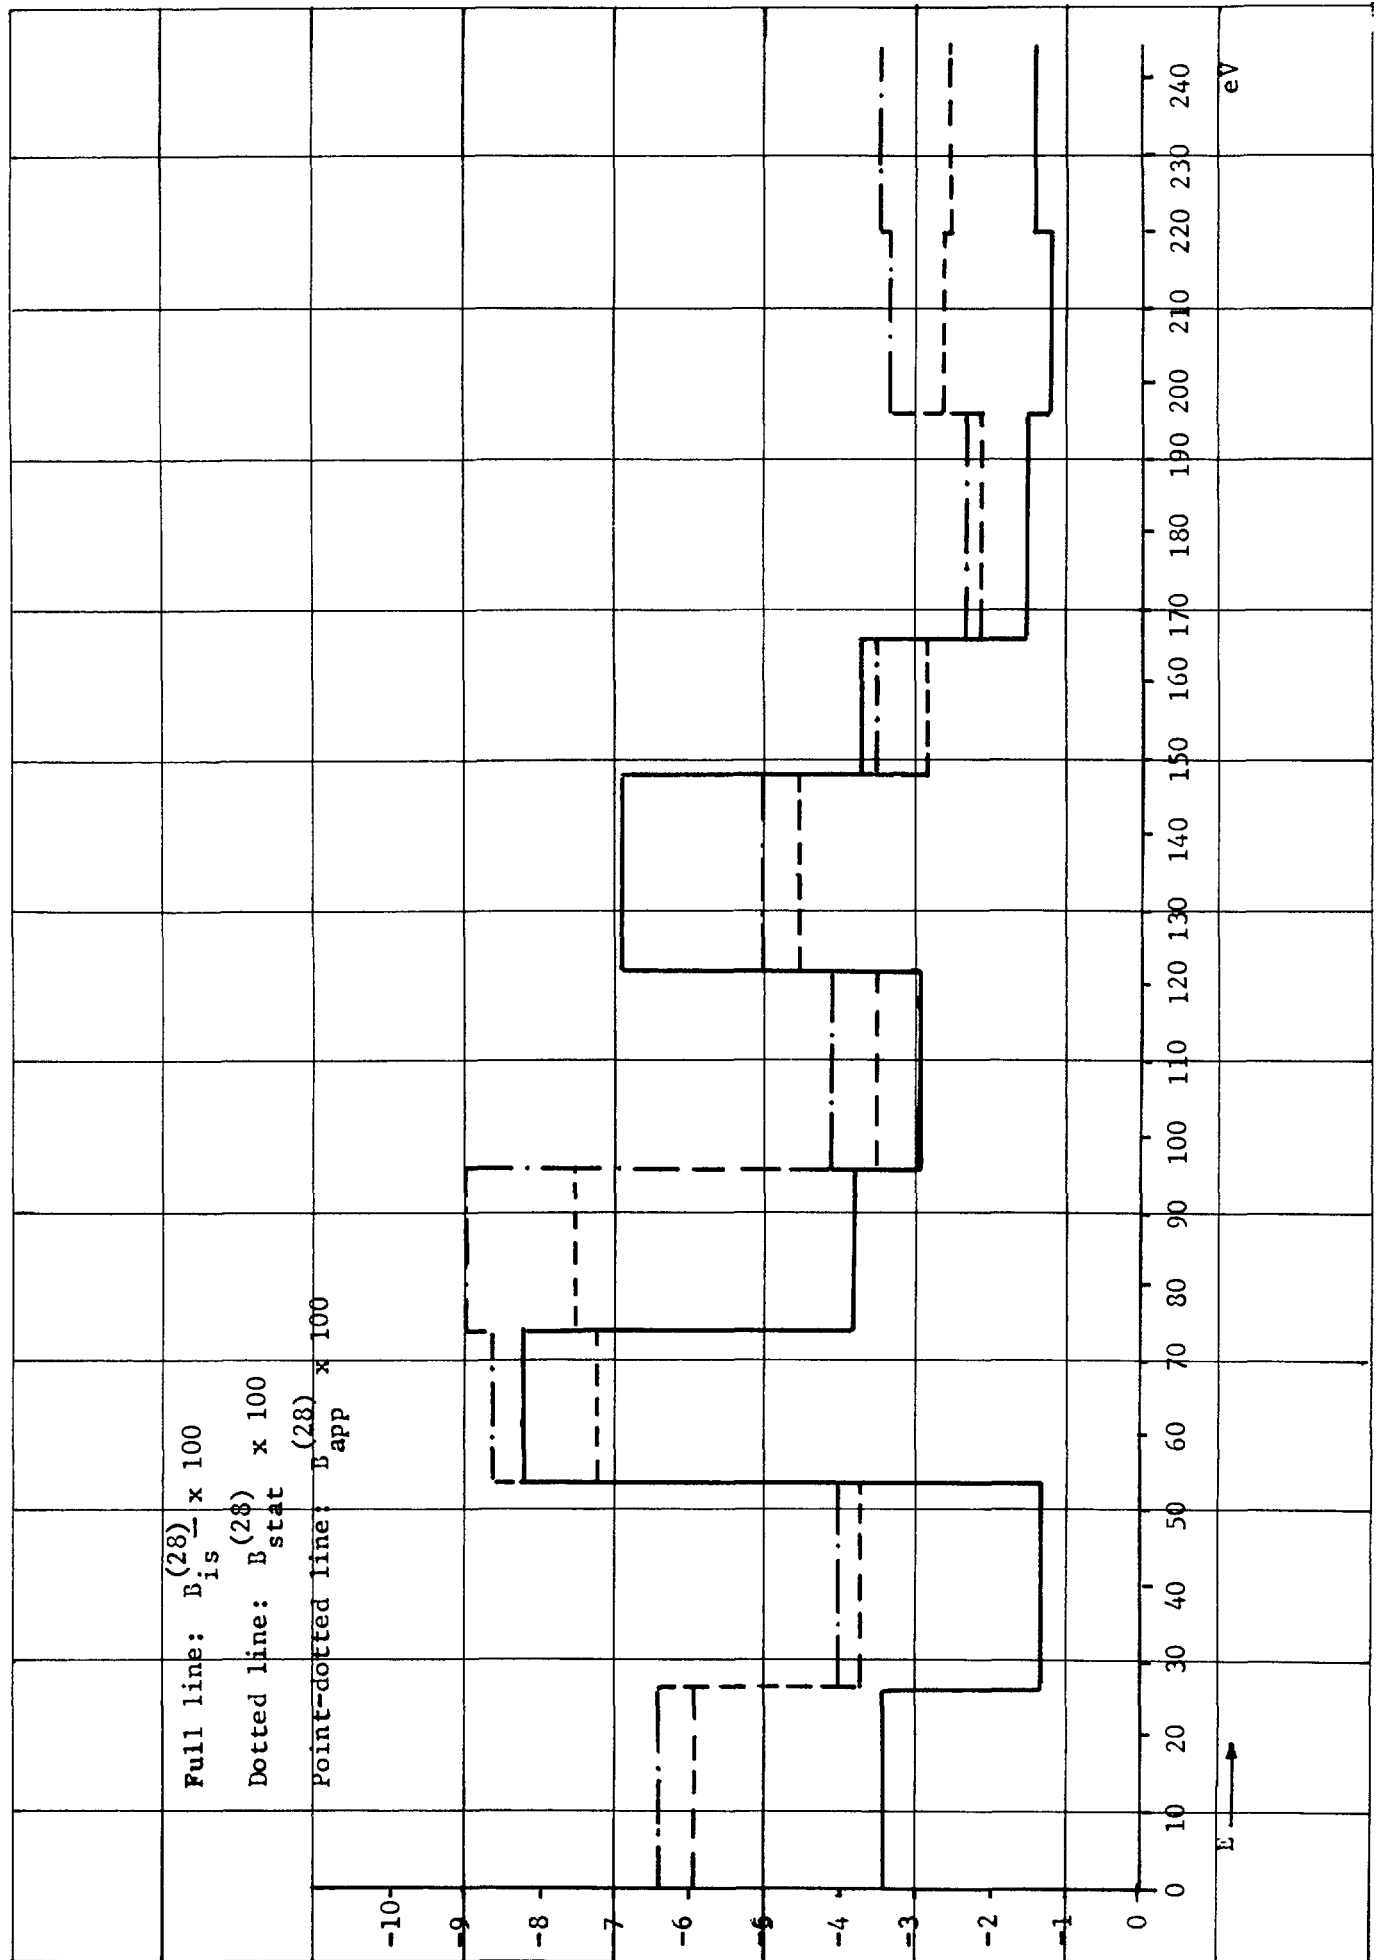 Full line: B(28)is x 100
Dotted line: B(28)stat x 100
Point-dotted line: B(28)app x 100
-10
-9
-8
-7
-6
-5
-4
-3
-2
-1
0
0 10 20 30 40 50 60 70 80 90 100 110 120 130 140 150 160 170 180 190 200 210 220 230 240
E
eV